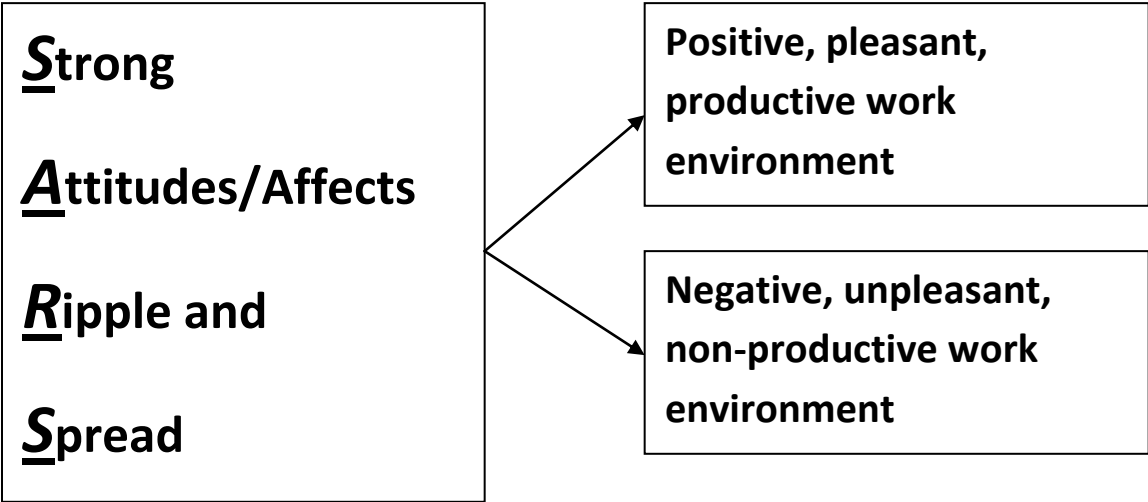 Strong
Attitudes/Affects
Ripple and
Spread
Positive, pleasant,
productive work
environment
Negative, unpleasant,
non-productive work
environment